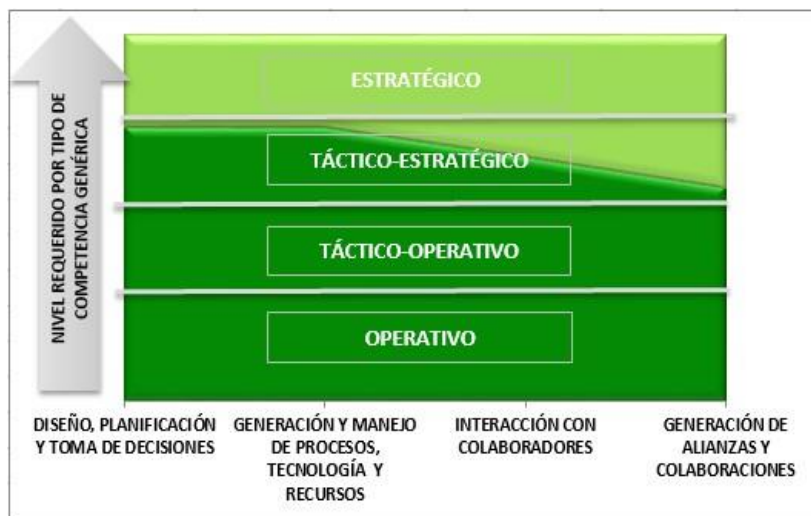 NIVEL REQUERIDO POR TIPO DE
COMPETENCIA GENÉRICA
ESTRATÉGICO
TÁCTICO-ESTRATÉGICO
TÁCTICO-OPERATIVO
OPERATIVO
DISEÑO, PLANIFICACIÓN
Y TOMA DE DECISIONES
GENERACIÓN Y MANEJO
DE PROCESOS,
TECNOLOGÍA Y
RECURSOS
INTERACCIÓN CON
COLABORADORES
GENERACIÓN DE
ALIANZAS Y
COLABORACIONES